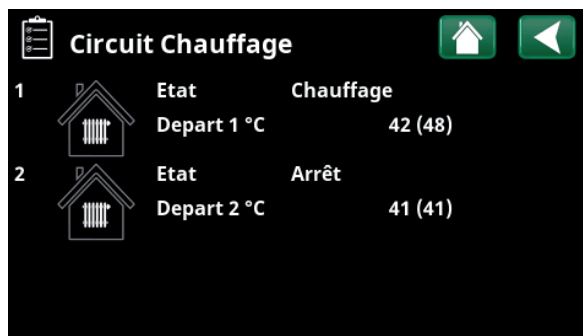 Circuit Chauffage
1 Etat Chauffage
Depart 1 °C 42 (48)
2 Etat Arrêt
Depart 2 °C 41 (41)